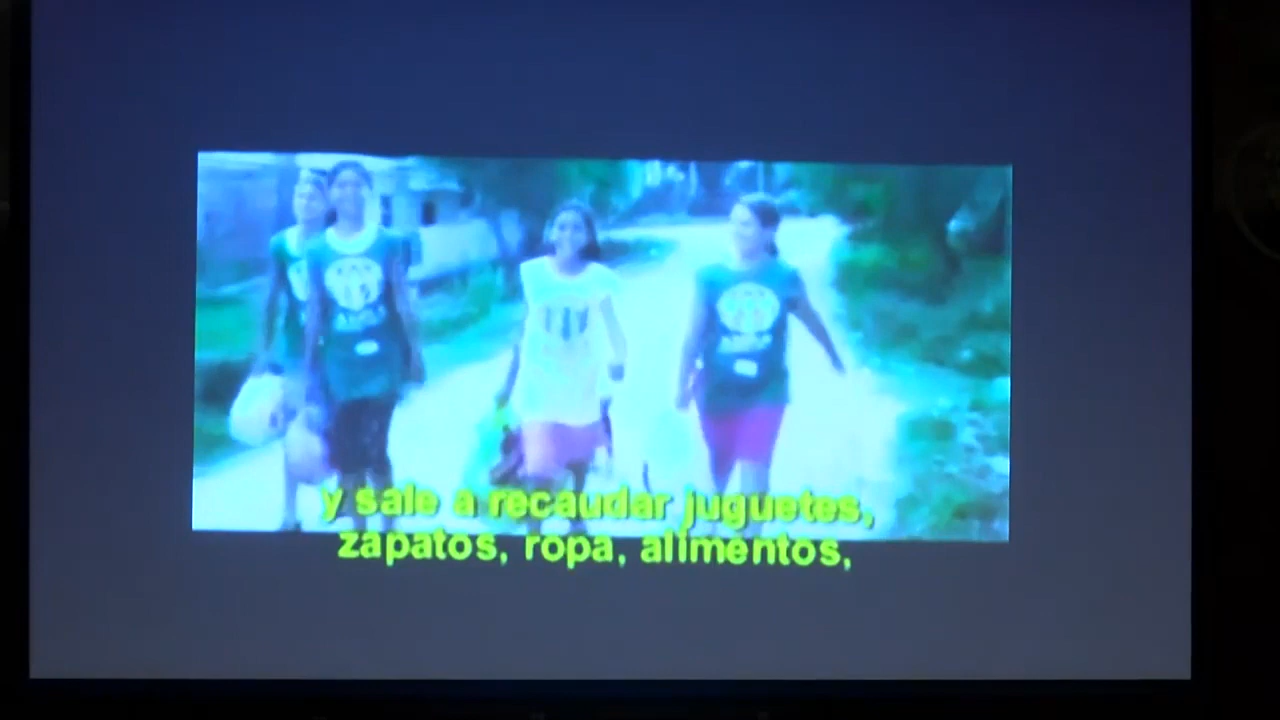 y sale a recaudar juguetes,
zapatos, ropa, alimentos,